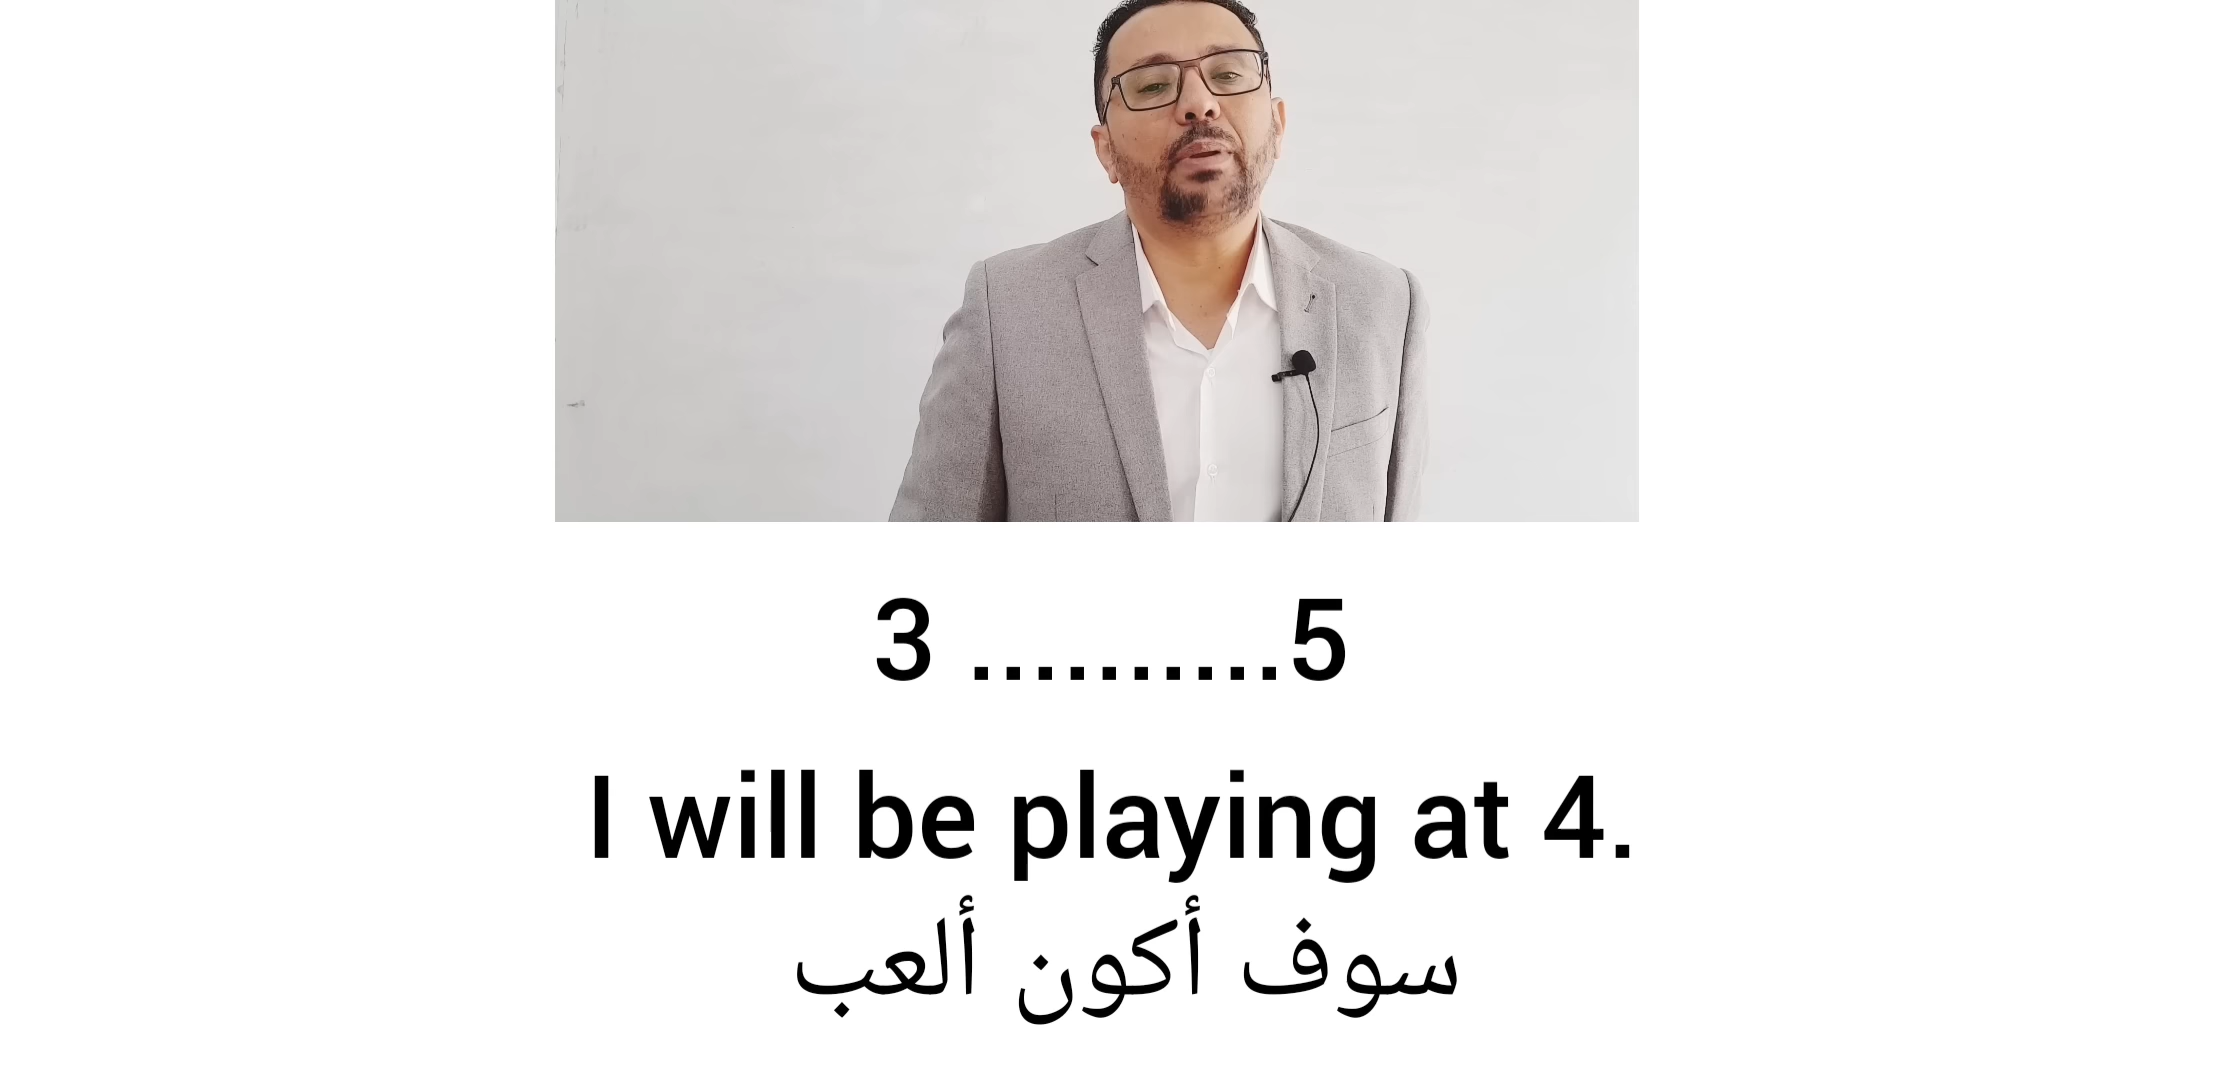 3 ..........5
I will be playing at 4.
سوف أكون ألعب